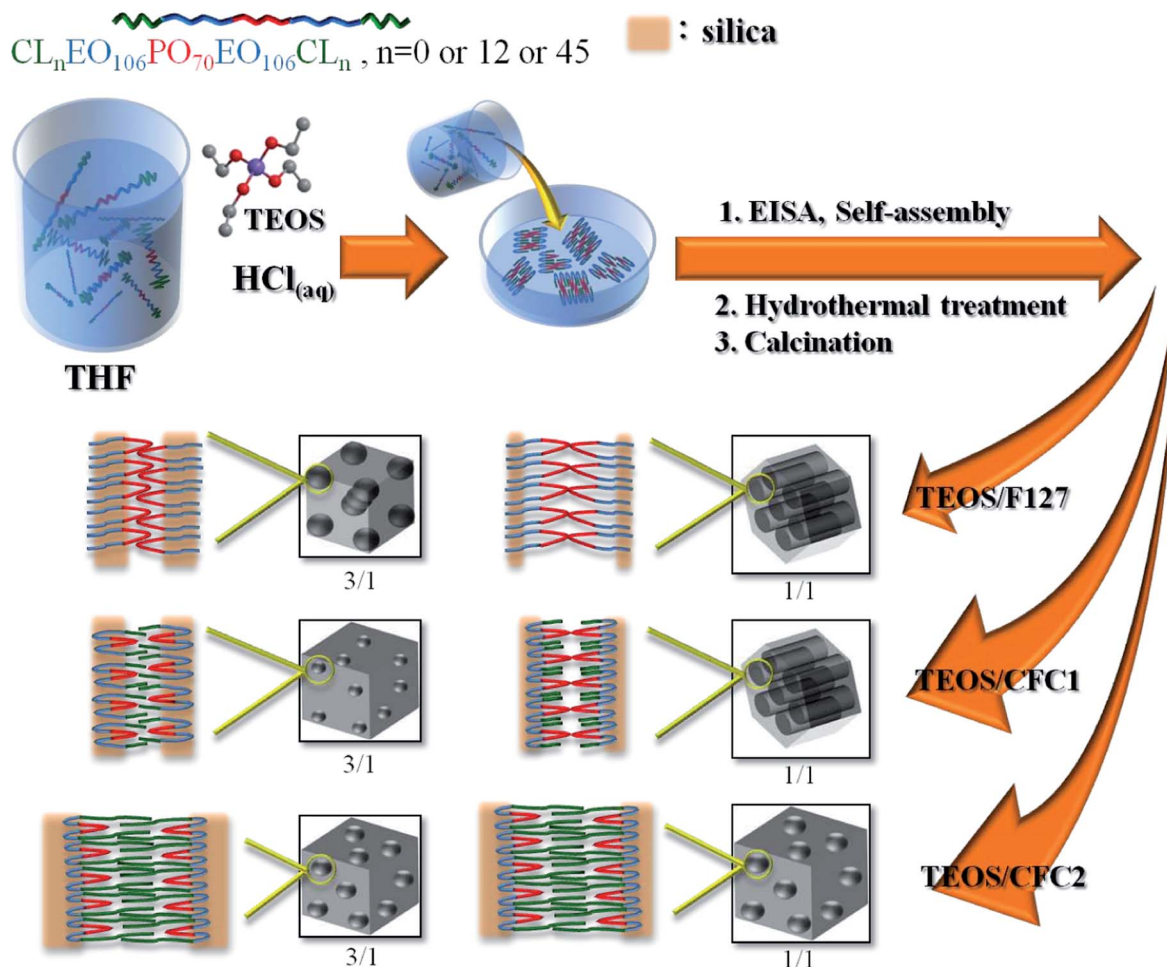 CLₙEO₁₀₆PO₇₀EO₁₀₆CLₙ , n=0 or 12 or 45
: silica
TEOS
HCl₍aq₎
THF
1. EISA, Self-assembly
2. Hydrothermal treatment
3. Calcination
TEOS/F127
3/1
1/1
TEOS/CFC1
3/1
1/1
TEOS/CFC2
3/1
1/1